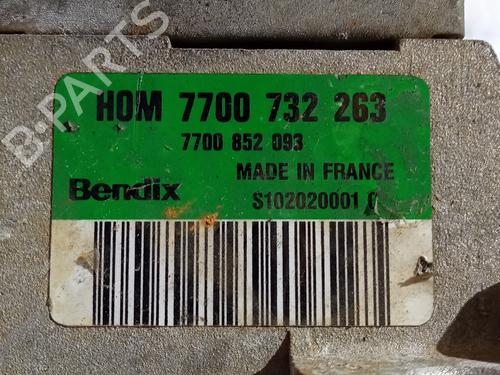 B-PARTS
HOM 7700 732 263
7700 852 093
MADE IN FRANCE
Bendix
S102020001